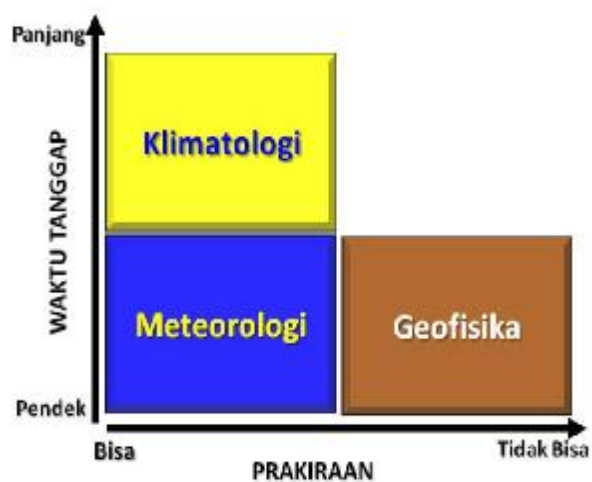 Panjang
WAKTU TANGGAP
Klimatologi
Meteorologi
Geofisika
Pendek
Bisa
Tidak Bisa
PRAKIRAAN